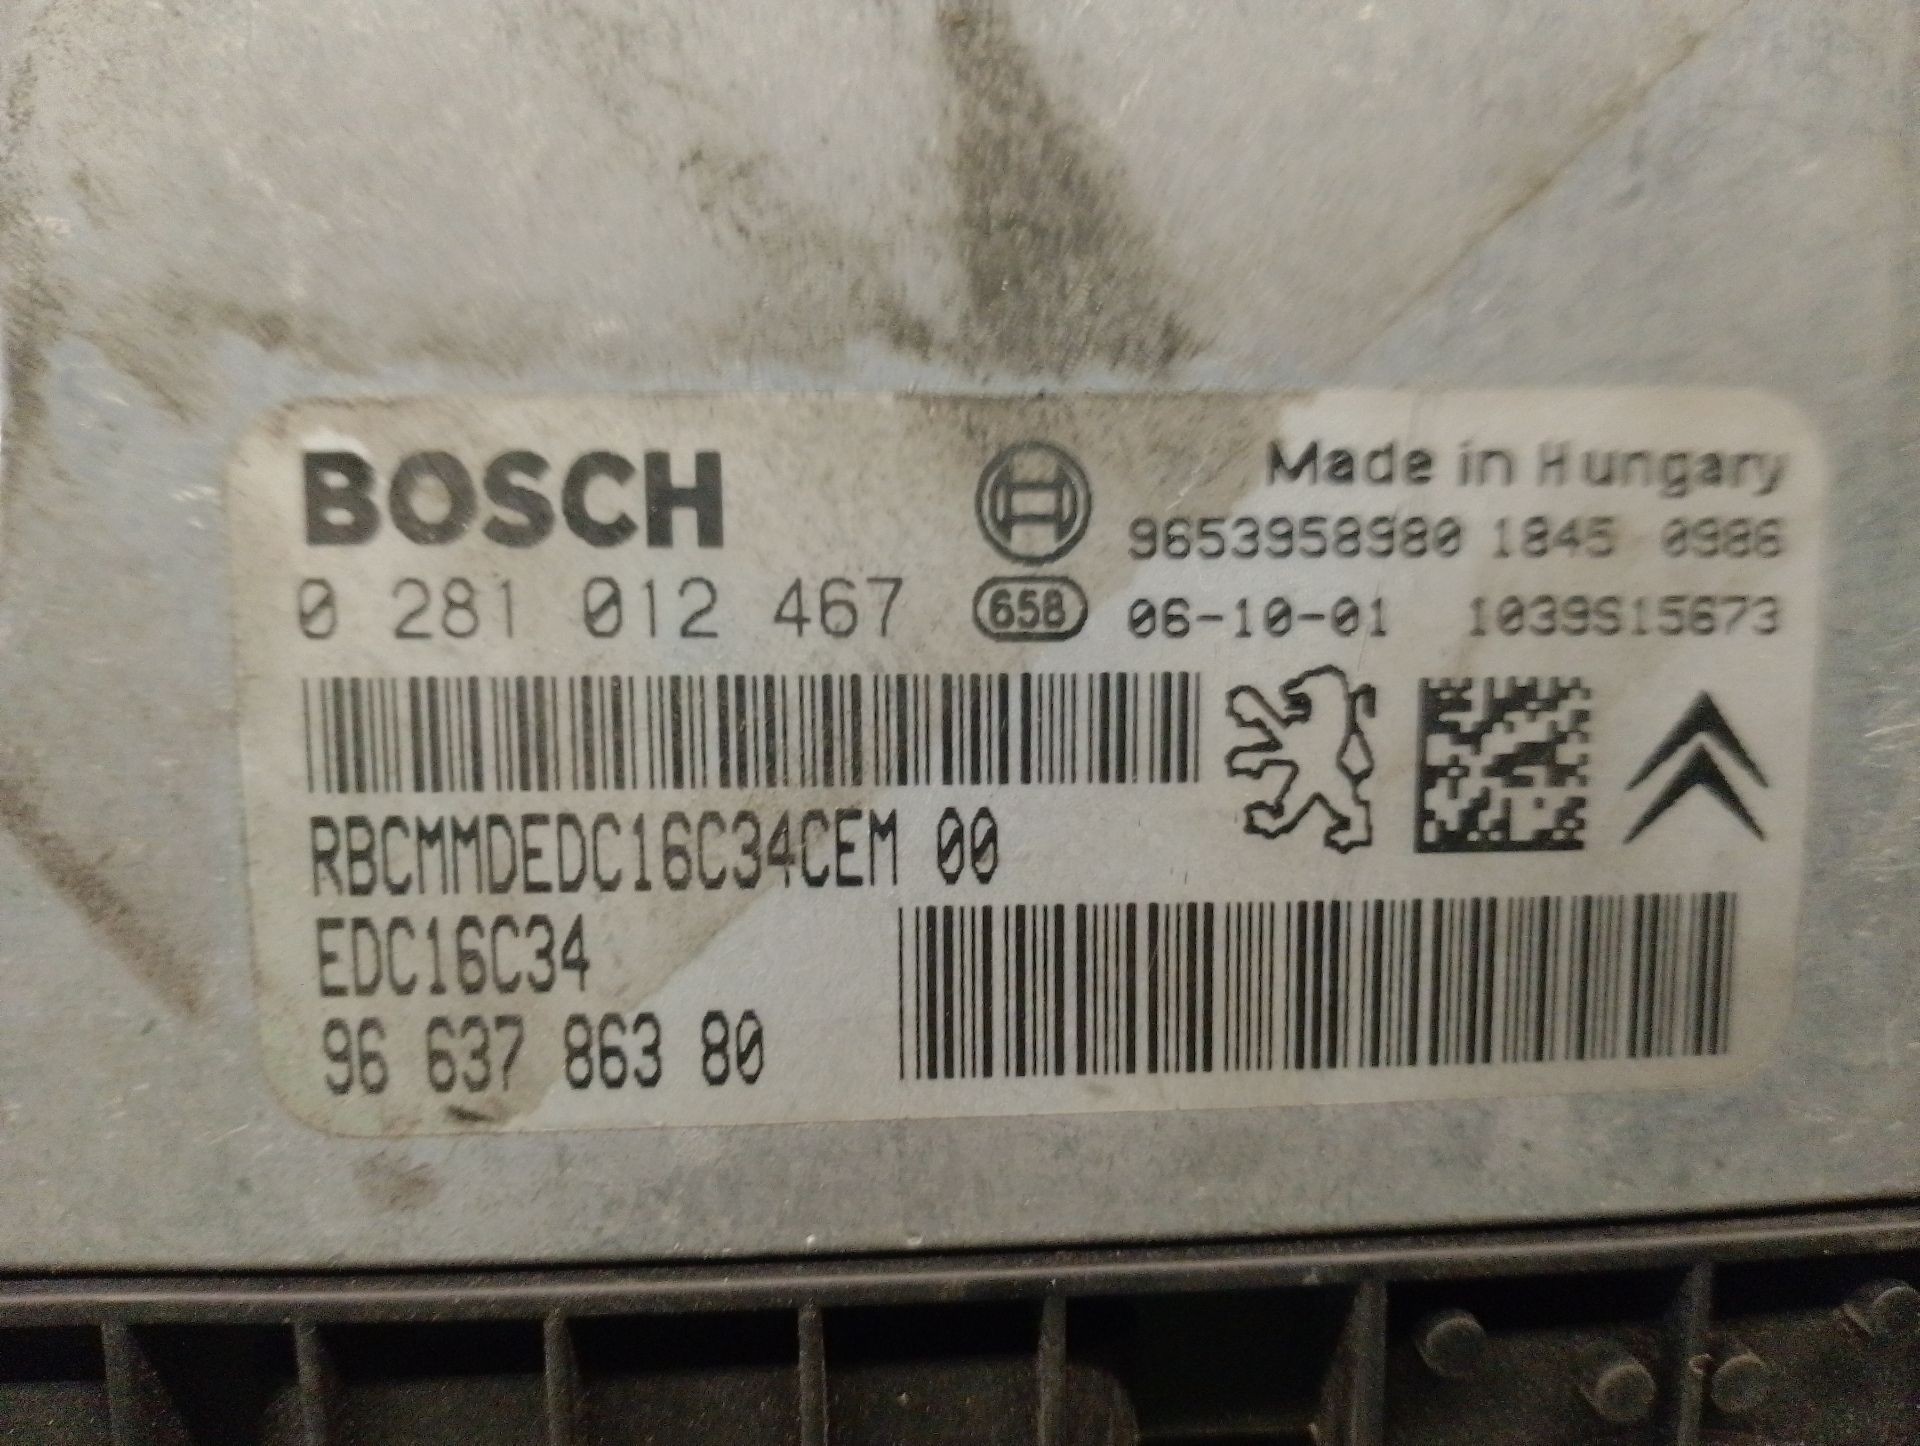 BOSCH
Made in Hungary
9653958980 1845 0986
0 281 012 467
658
06-10-01 1039S15673
RBCMMDEDC16C34CEM 00
EDC16C34
96 637 863 80